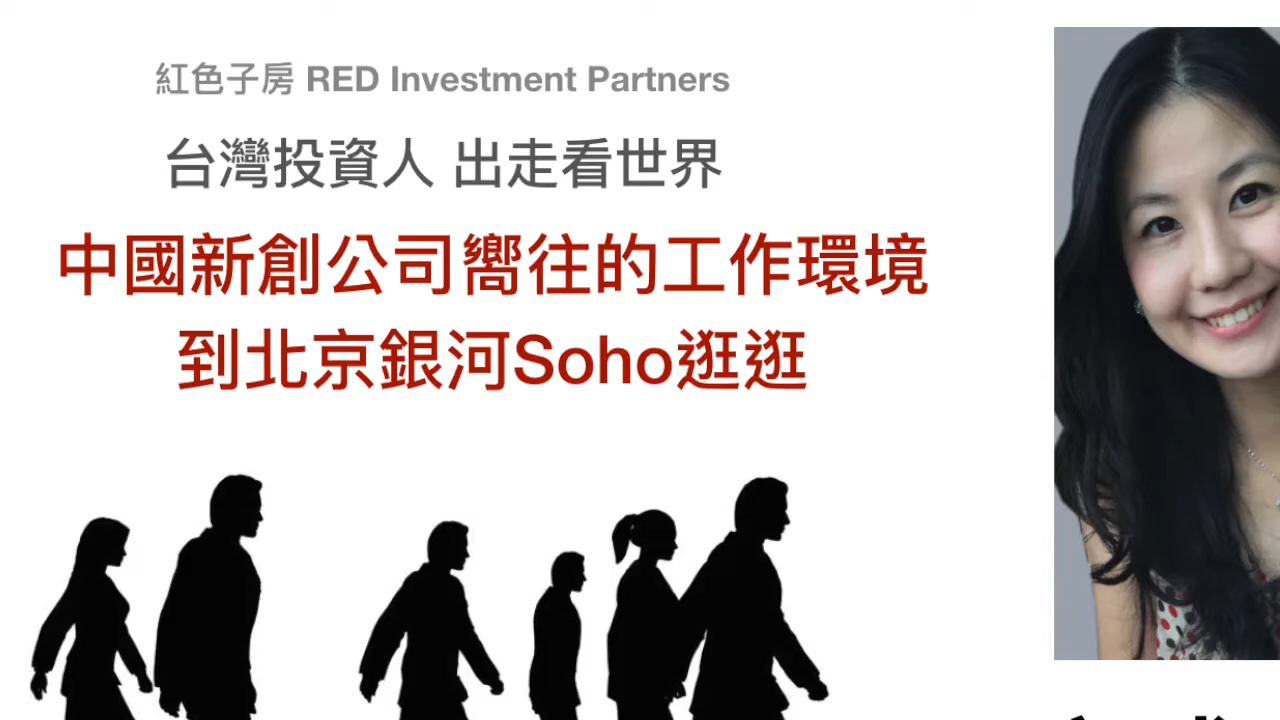 紅色子房 RED Investment Partners
台灣投資人 出走看世界
中國新創公司嚮往的工作環境
到北京銀河Soho逛逛